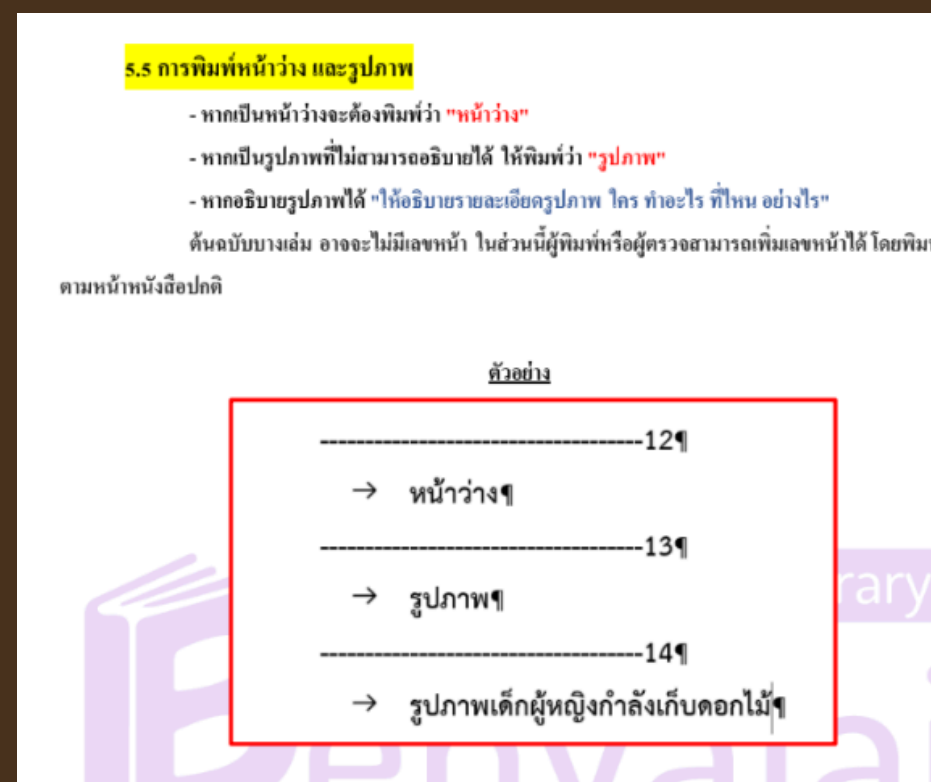 5.5 การพิมพ์หน้าว่าง และรูปภาพ
- หากเป็นหน้าว่างจะต้องพิมพ์ว่า "หน้าว่าง"
- หากเป็นรูปภาพที่ไม่สามารถอธิบายได้ ให้พิมพ์ว่า "รูปภาพ"
- หากอธิบายรูปภาพได้ "ให้อธิบายรายละเอียดรูปภาพ ใคร ทำอะไร ที่ไหน อย่างไร"
ต้นฉบับบางเล่ม อาจจะไม่มีเลขหน้า ในส่วนนี้ผู้พิมพ์หรือผู้ตรวจสามารถเพิ่มเลขหน้าได้ โดยพิมพ์
ตามหน้าหนังสือปกติ
ตัวอย่าง
------------------------------------12¶
→ หน้าว่าง¶
------------------------------------13¶
→ รูปภาพ¶
------------------------------------14¶
→ รูปภาพเด็กผู้หญิงกำลังเก็บดอกไม้¶